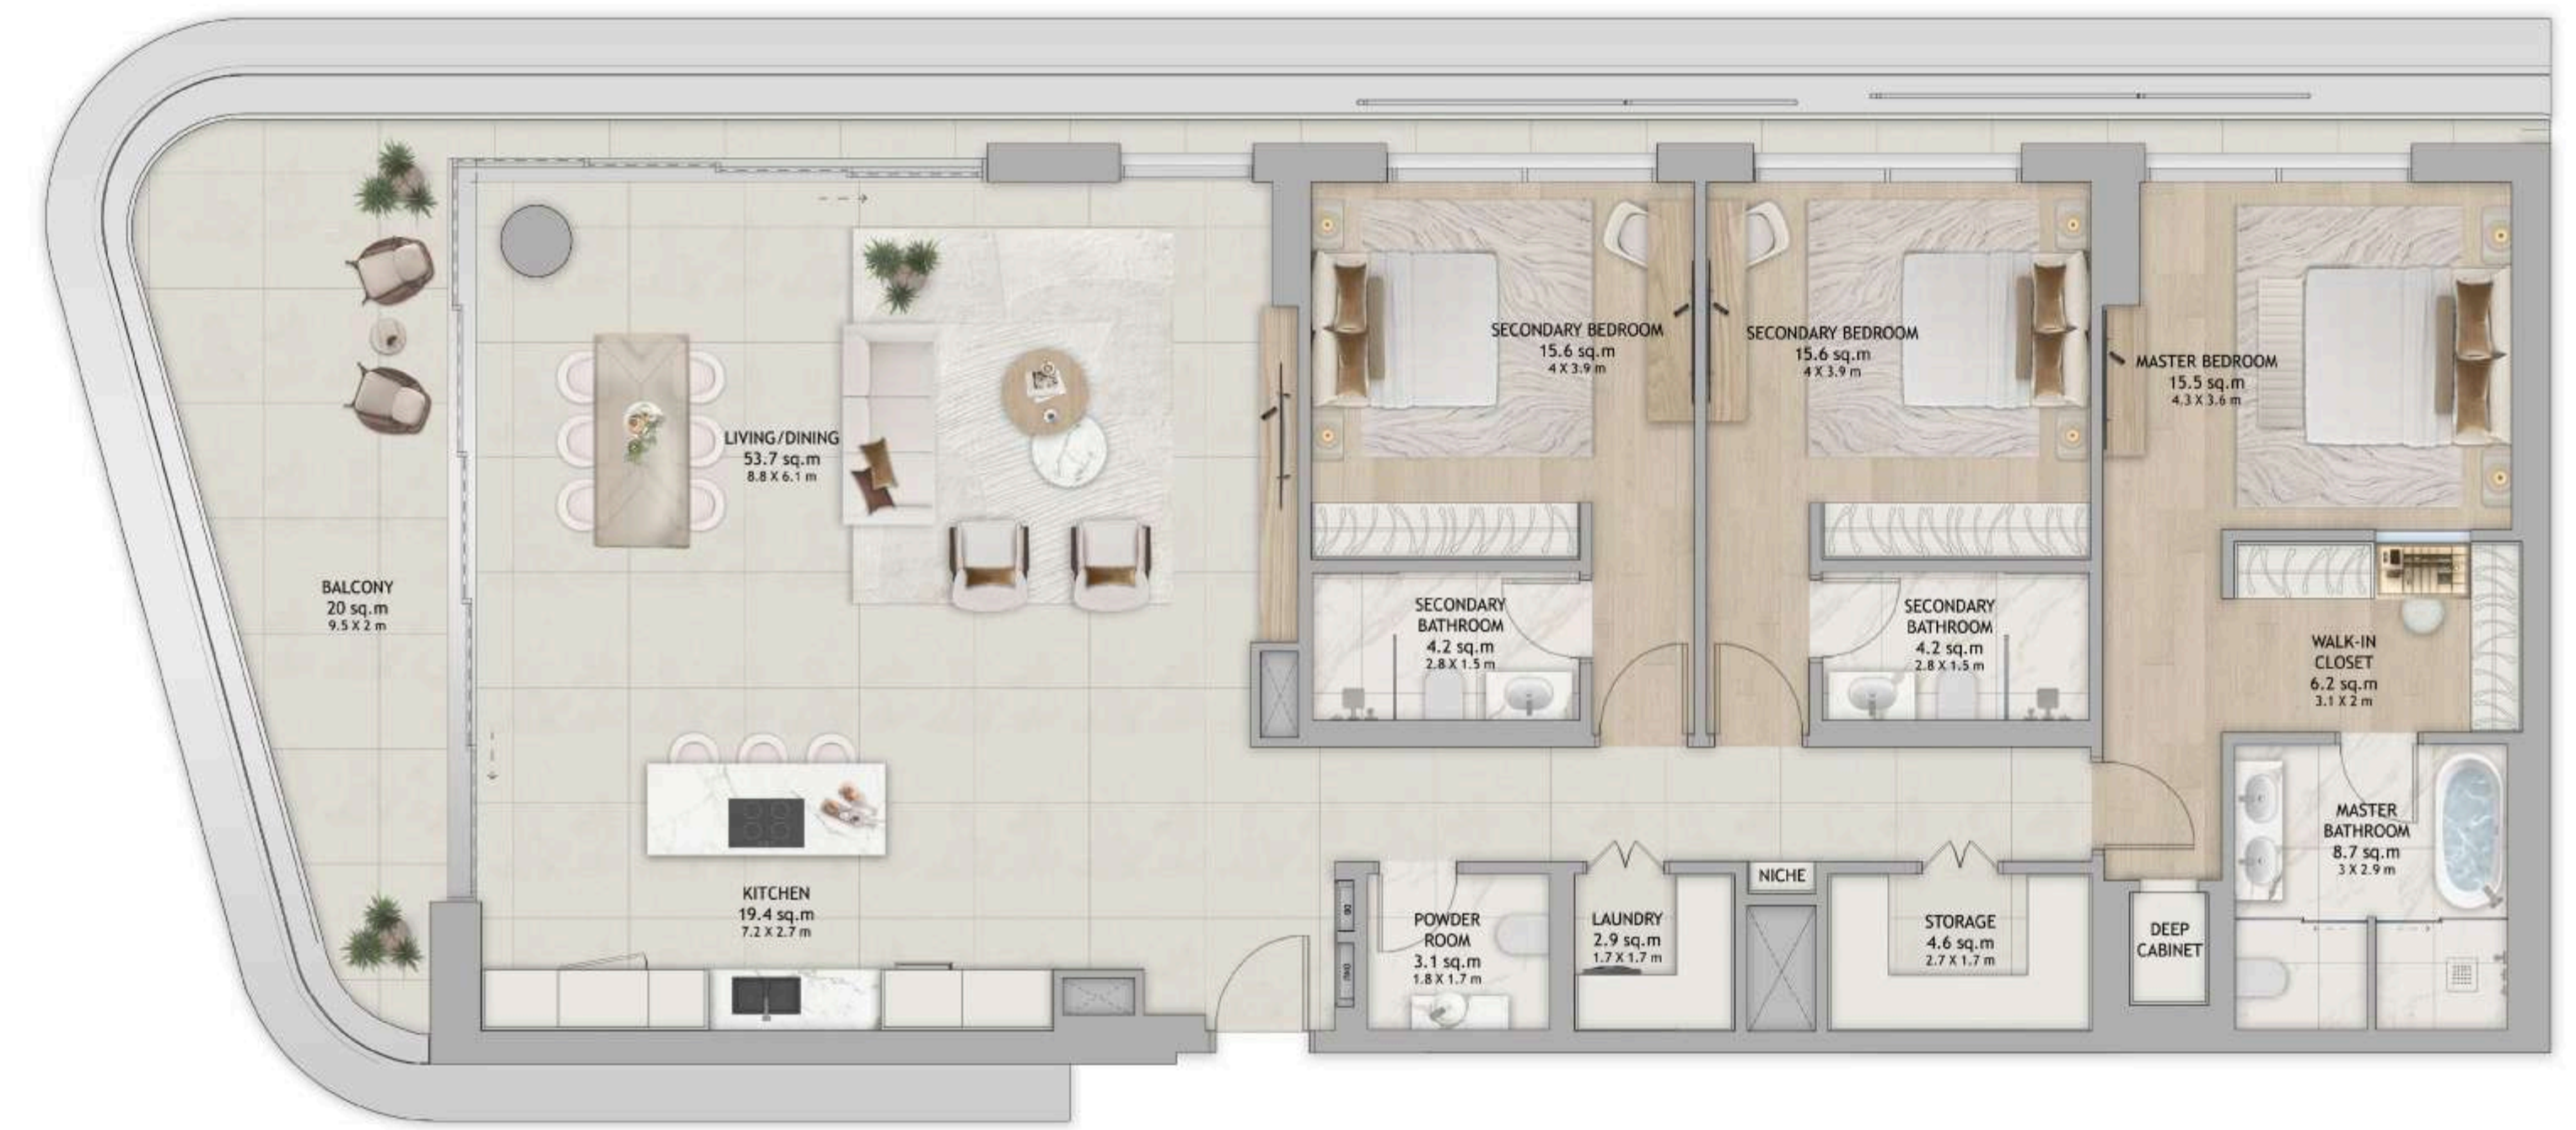 SECONDARY BEDROOM
15.6 sq.m
4 X 3.9 m
SECONDARY BEDROOM
15.6 sq.m
4 X 3.9 m
MASTER BEDROOM
15.5 sq.m
4.3 X 3.6 m
LIVING/DINING
53.7 sq.m
8.8 X 6.1 m
BALCONY
20 sq.m
9.5 X 2 m
SECONDARY
BATHROOM
4.2 sq.m
2.8 X 1.5 m
SECONDARY
BATHROOM
4.2 sq.m
2.8 X 1.5 m
WALK-IN
CLOSET
6.2 sq.m
3.1 X 2 m
MASTER
BATHROOM
8.7 sq.m
3 X 2.9 m
KITCHEN
19.4 sq.m
7.2 X 2.7 m
DB
POWDER
ROOM
3.1 sq.m
1.8 X 1.7 m
LAUNDRY
2.9 sq.m
1.7 X 1.7 m
NICHE
STORAGE
4.6 sq.m
2.7 X 1.7 m
DEEP
CABINET